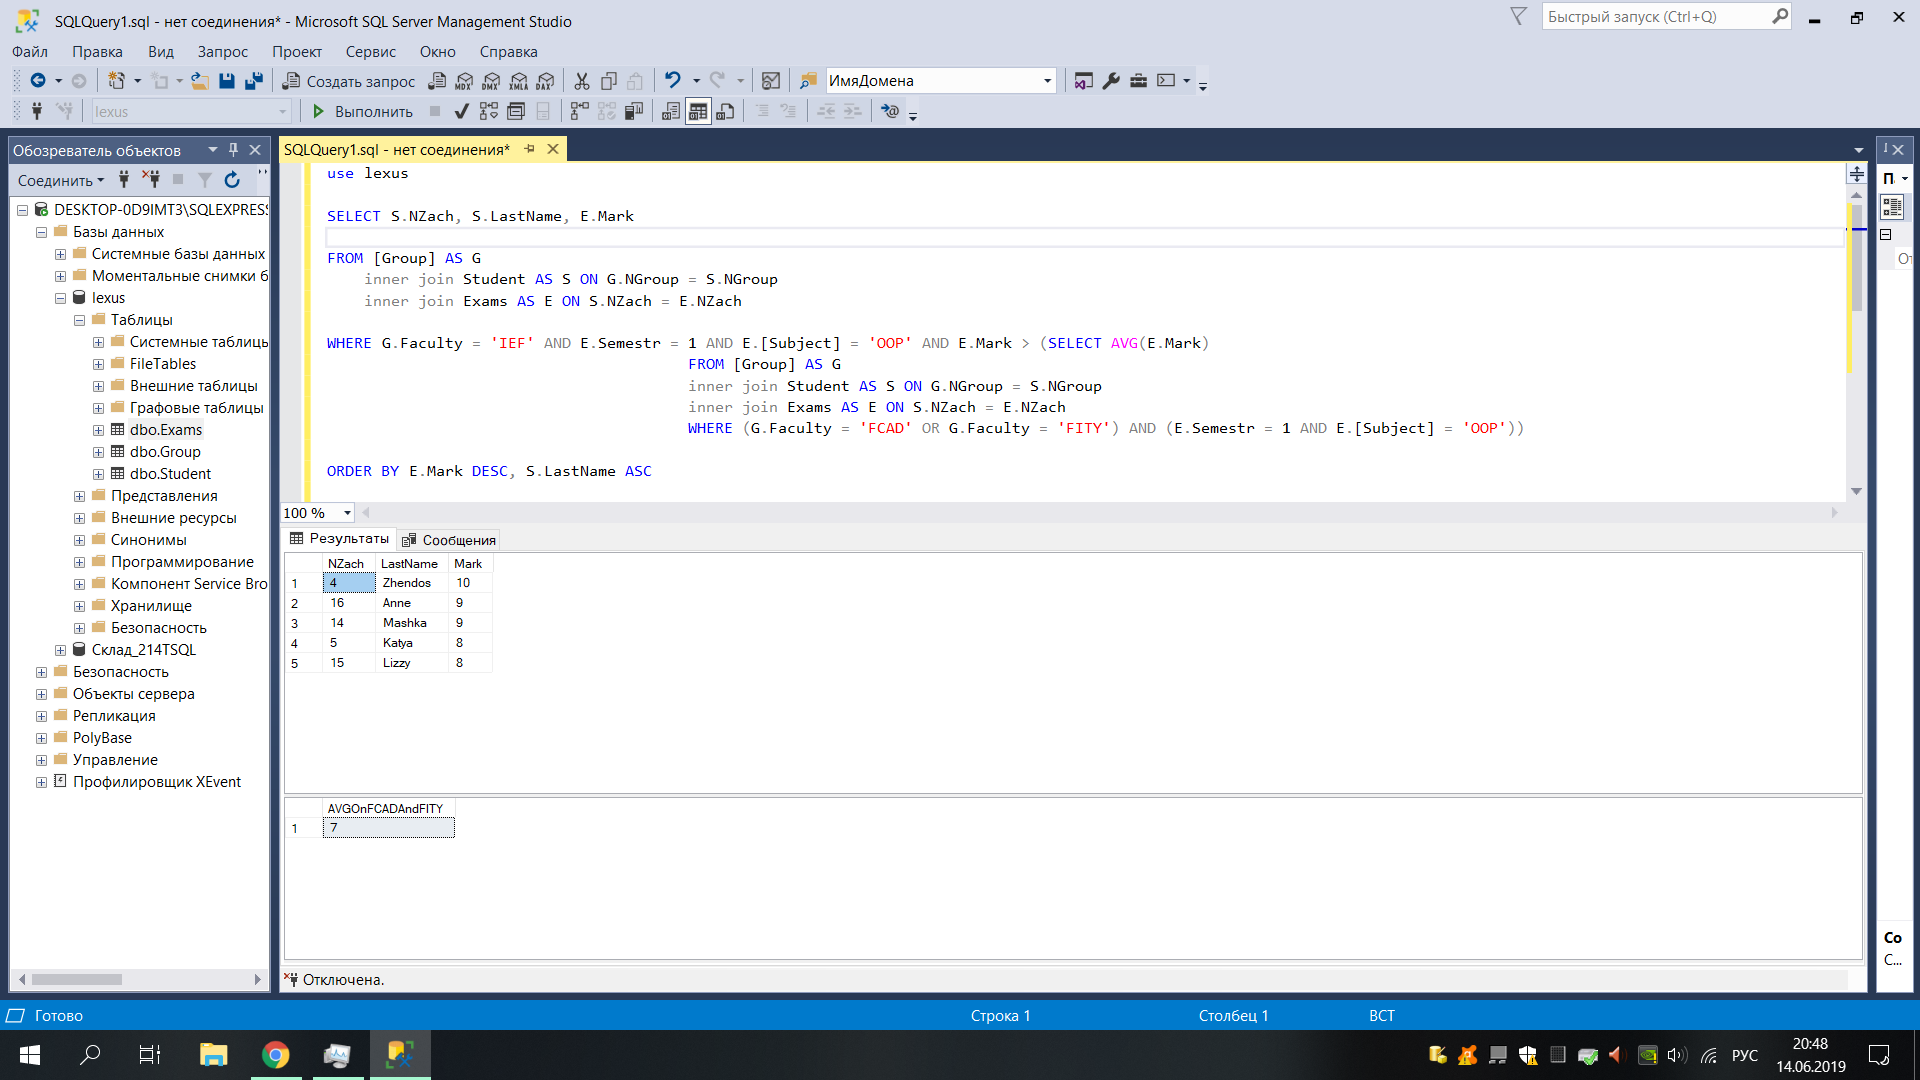 SQLQuery1.sql - нет соединения* - Microsoft SQL Server Management Studio
Быстрый запуск (Ctrl+Q)
Файл Правка Вид Запрос Проект Сервис Окно Справка
Создать запрос MDX DMX XMLA DAX ИмяДомена
lexus Выполнить
Обозреватель объектов
Соединить
DESKTOP-0D9IMT3\SQLEXPRESS
Базы данных
Системные базы данных
Моментальные снимки б
lexus
Таблицы
Системные таблицы
FileTables
Внешние таблицы
Графовые таблицы
dbo.Exams
dbo.Group
dbo.Student
Представления
Внешние ресурсы
Синонимы
Программирование
Компонент Service Bro
Хранилище
Безопасность
Склад_214TSQL
Безопасность
Объекты сервера
Репликация
PolyBase
Управление
Профилировщик XEvent
SQLQuery1.sql - нет соединения*
use lexus
SELECT S.NZach, S.LastName, E.Mark
FROM [Group] AS G
inner join Student AS S ON G.NGroup = S.NGroup
inner join Exams AS E ON S.NZach = E.NZach
WHERE G.Faculty = 'IEF' AND E.Semestr = 1 AND E.[Subject] = 'OOP' AND E.Mark > (SELECT AVG(E.Mark)
FROM [Group] AS G
inner join Student AS S ON G.NGroup = S.NGroup
inner join Exams AS E ON S.NZach = E.NZach
WHERE (G.Faculty = 'FCAD' OR G.Faculty = 'FITY') AND (E.Semestr = 1 AND E.[Subject] = 'OOP'))
ORDER BY E.Mark DESC, S.LastName ASC
100 %
Результаты Сообщения
NZach LastName Mark
1 4 Zhendos 10
2 16 Anne 9
3 14 Mashka 9
4 5 Katya 8
5 15 Lizzy 8
AVGOnFCADAndFITY
1 7
Отключена.
Со
С...
Готово Строка 1 Столбец 1 ВСТ
РУС
20:48
14.06.2019